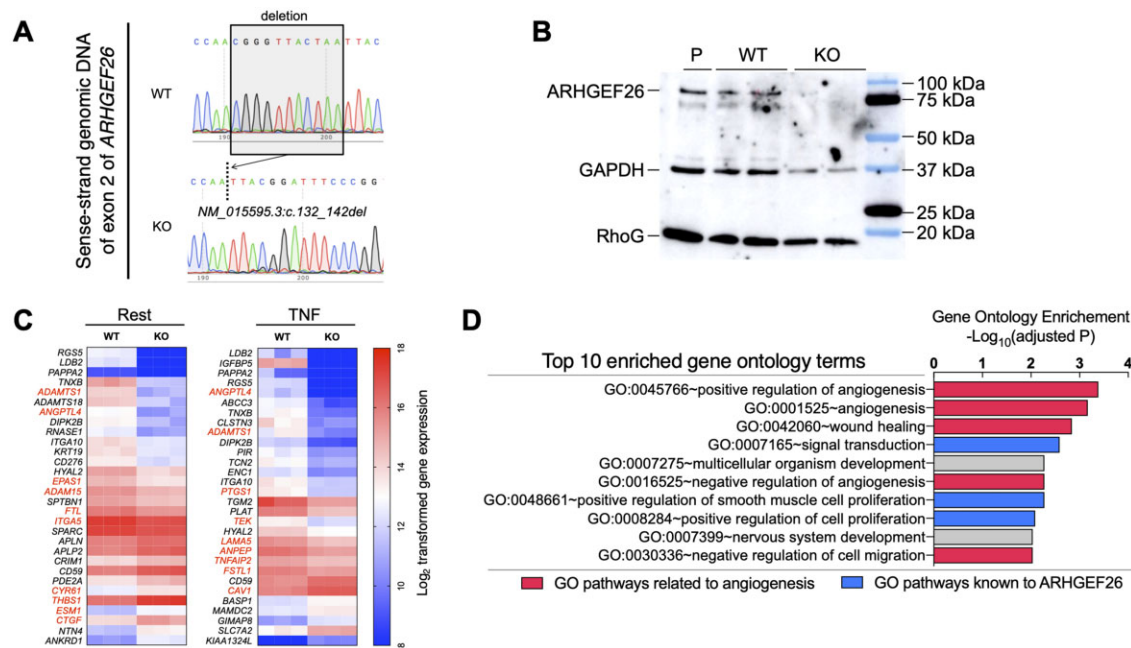 A
Sense-strand genomic DNA
of exon 2 of ARHGEF26
deletion
C C A A C G G G T T A C T A A T T A C
WT
190
200
C C A A T T A C G G A T T T C C C G G
NM_015595.3:c.132_142del
KO
190
200
B
P
WT
KO
ARHGEF26
GAPDH
RhoG
100 kDa
75 kDa
50 kDa
37 kDa
25 kDa
20 kDa
C
Rest
WT
KO
RGS5
LDB2
PAPPA2
TNXB
ADAMTS1
ADAMTS18
ANGPTL4
DIPK2B
RNASE1
ITGA10
KRT19
CD276
HYAL2
EPAS1
ADAM15
SPTBN1
FTL
ITGA5
SPARC
APLN
APLP2
CRIM1
CD59
PDE2A
CYR61
THBS1
ESM1
CTGF
NTN4
ANKRD1
TNF
WT
KO
LDB2
IGFBP5
PAPPA2
RGS5
ANGPTL4
ABCC3
TNXB
CLSTN3
ADAMTS1
DIPK2B
PIR
TCN2
ENC1
ITGA10
PTGS1
TGM2
PLAT
TEK
HYAL2
LAMA5
ANPEP
TNFAIP2
FSTL1
CD59
CAV1
BASP1
MAMDC2
GIMAP8
SLC7A2
KIAA1324L
18
16
14
12
10
8
Log2 transformed gene expression
D
Gene Ontology Enrichement
-Log10(adjusted P)
Top 10 enriched gene ontology terms
0 1 2 3 4
GO:0045766~positive regulation of angiogenesis
GO:0001525~angiogenesis
GO:0042060~wound healing
GO:0007165~signal transduction
GO:0007275~multicellular organism development
GO:0016525~negative regulation of angiogenesis
GO:0048661~positive regulation of smooth muscle cell proliferation
GO:0008284~positive regulation of cell proliferation
GO:0007399~nervous system development
GO:0030336~negative regulation of cell migration
GO pathways related to angiogenesis
GO pathways known to ARHGEF26